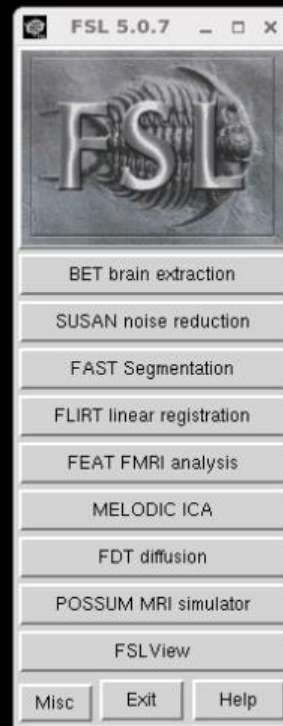 FSL 5.0.7
FSL
BET brain extraction
SUSAN noise reduction
FAST Segmentation
FLIRT linear registration
FEAT FMRI analysis
MELODIC ICA
FDT diffusion
POSSUM MRI simulator
FSLView
Misc Exit Help